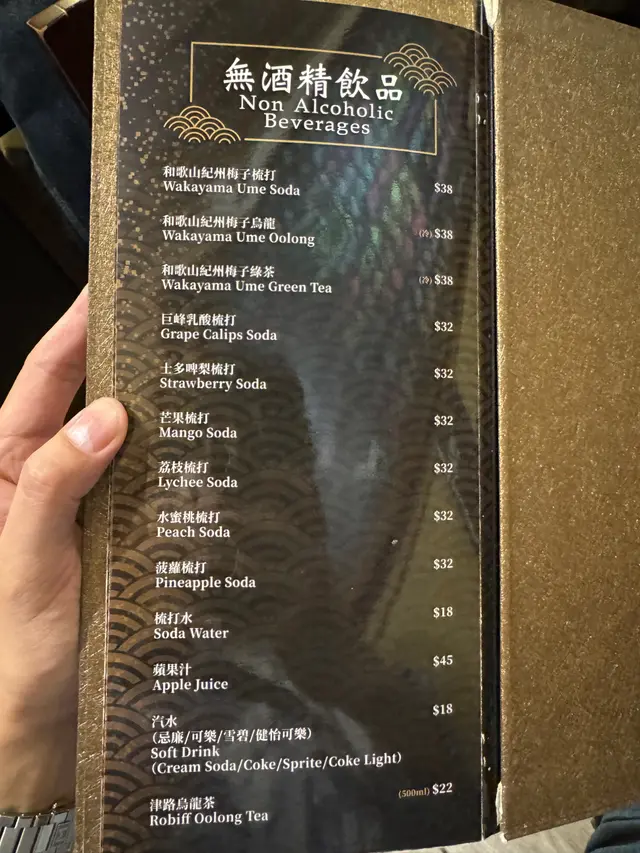 無酒精飲品
Non Alcoholic
Beverages
和歌山紀州梅子梳打
Wakayama Ume Soda $38
和歌山紀州梅子烏龍
Wakayama Ume Oolong (冷) $38
和歌山紀州梅子綠茶
Wakayama Ume Green Tea (冷) $38
巨峰乳酸梳打
Grape Calips Soda $32
士多啤梨梳打
Strawberry Soda $32
芒果梳打
Mango Soda $32
荔枝梳打
Lychee Soda $32
水蜜桃梳打
Peach Soda $32
菠蘿梳打
Pineapple Soda $32
梳打水
Soda Water $18
蘋果汁
Apple Juice $45
汽水 $18
(忌廉/可樂/雪碧/健怡可樂)
Soft Drink
(Cream Soda/Coke/Sprite/Coke Light)
津路烏龍茶 (500ml) $22
Robiff Oolong Tea